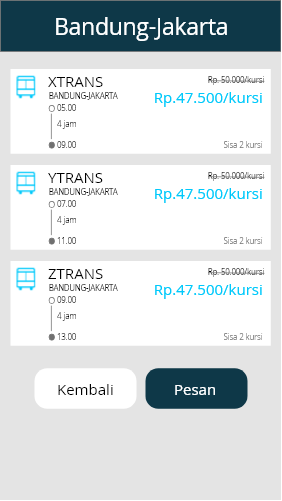 Bandung-Jakarta
XTRANS
Rp. 50.000/kursi
BANDUNG-JAKARTA
Rp.47.500/kursi
05.00
4 jam
09.00
Sisa 2 kursi
YTRANS
Rp. 50.000/kursi
BANDUNG-JAKARTA
Rp.47.500/kursi
07.00
4 jam
11.00
Sisa 2 kursi
ZTRANS
Rp. 50.000/kursi
BANDUNG-JAKARTA
Rp.47.500/kursi
09.00
4 jam
13.00
Sisa 2 kursi
Kembali
Pesan